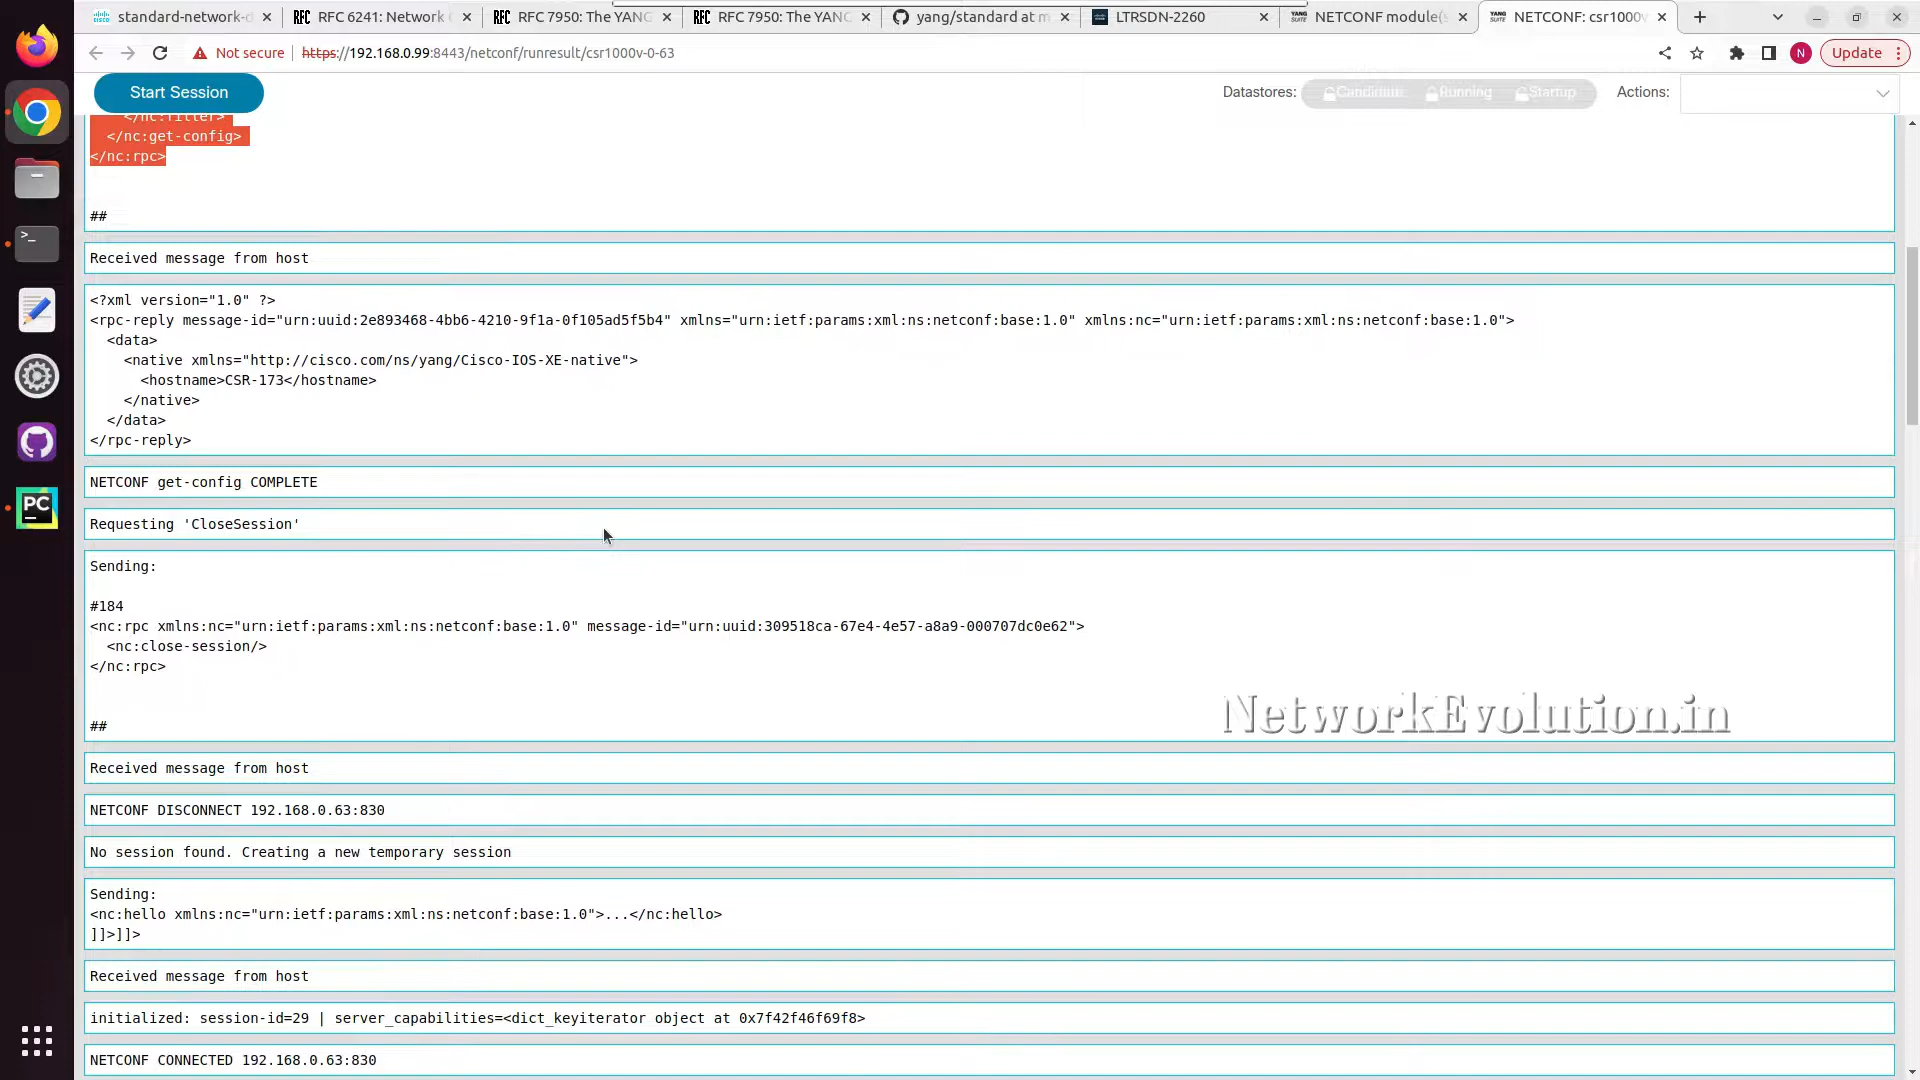 standard-network-d
RFC 6241: Network C
RFC 7950: The YANG
RFC 7950: The YANG
yang/standard at m
LTRSDN-2260
NETCONF module(s
NETCONF: csr1000v
Not secure
https://192.168.0.99:8443/netconf/runresult/csr1000v-0-63
Update
Start Session
Datastores:
Candidate
Running
Startup
Actions:
</nc:filter>
</nc:get-config>
</nc:rpc>
##
Received message from host
<?xml version="1.0" ?>
<rpc-reply message-id="urn:uuid:2e893468-4bb6-4210-9f1a-0f105ad5f5b4" xmlns="urn:ietf:params:xml:ns:netconf:base:1.0" xmlns:nc="urn:ietf:params:xml:ns:netconf:base:1.0">
<data>
<native xmlns="http://cisco.com/ns/yang/Cisco-IOS-XE-native">
<hostname>CSR-173</hostname>
</native>
</data>
</rpc-reply>
NETCONF get-config COMPLETE
Requesting 'CloseSession'
Sending:
#184
<nc:rpc xmlns:nc="urn:ietf:params:xml:ns:netconf:base:1.0" message-id="urn:uuid:309518ca-67e4-4e57-a8a9-000707dc0e62">
<nc:close-session/>
</nc:rpc>
##
NetworkEvolution.in
Received message from host
NETCONF DISCONNECT 192.168.0.63:830
No session found. Creating a new temporary session
Sending:
<nc:hello xmlns:nc="urn:ietf:params:xml:ns:netconf:base:1.0">...</nc:hello>
]]>]]>
Received message from host
initialized: session-id=29 | server_capabilities=<dict_keyiterator object at 0x7f42f46f69f8>
NETCONF CONNECTED 192.168.0.63:830